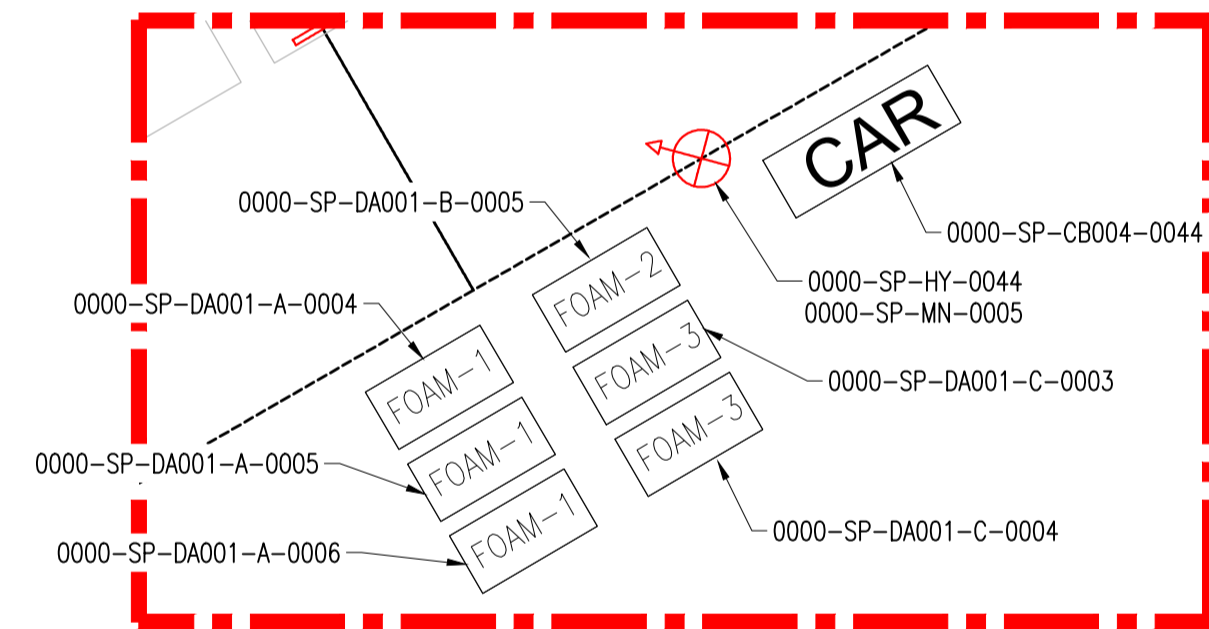 CAR
0000-SP-DA001-B-0005
0000-SP-CB004-0044
FOAM-2
0000-SP-HY-0044
0000-SP-MN-0005
0000-SP-DA001-A-0004
FOAM-1
FOAM-3
0000-SP-DA001-C-0003
FOAM-1
FOAM-3
0000-SP-DA001-A-0005
FOAM-1
0000-SP-DA001-C-0004
0000-SP-DA001-A-0006